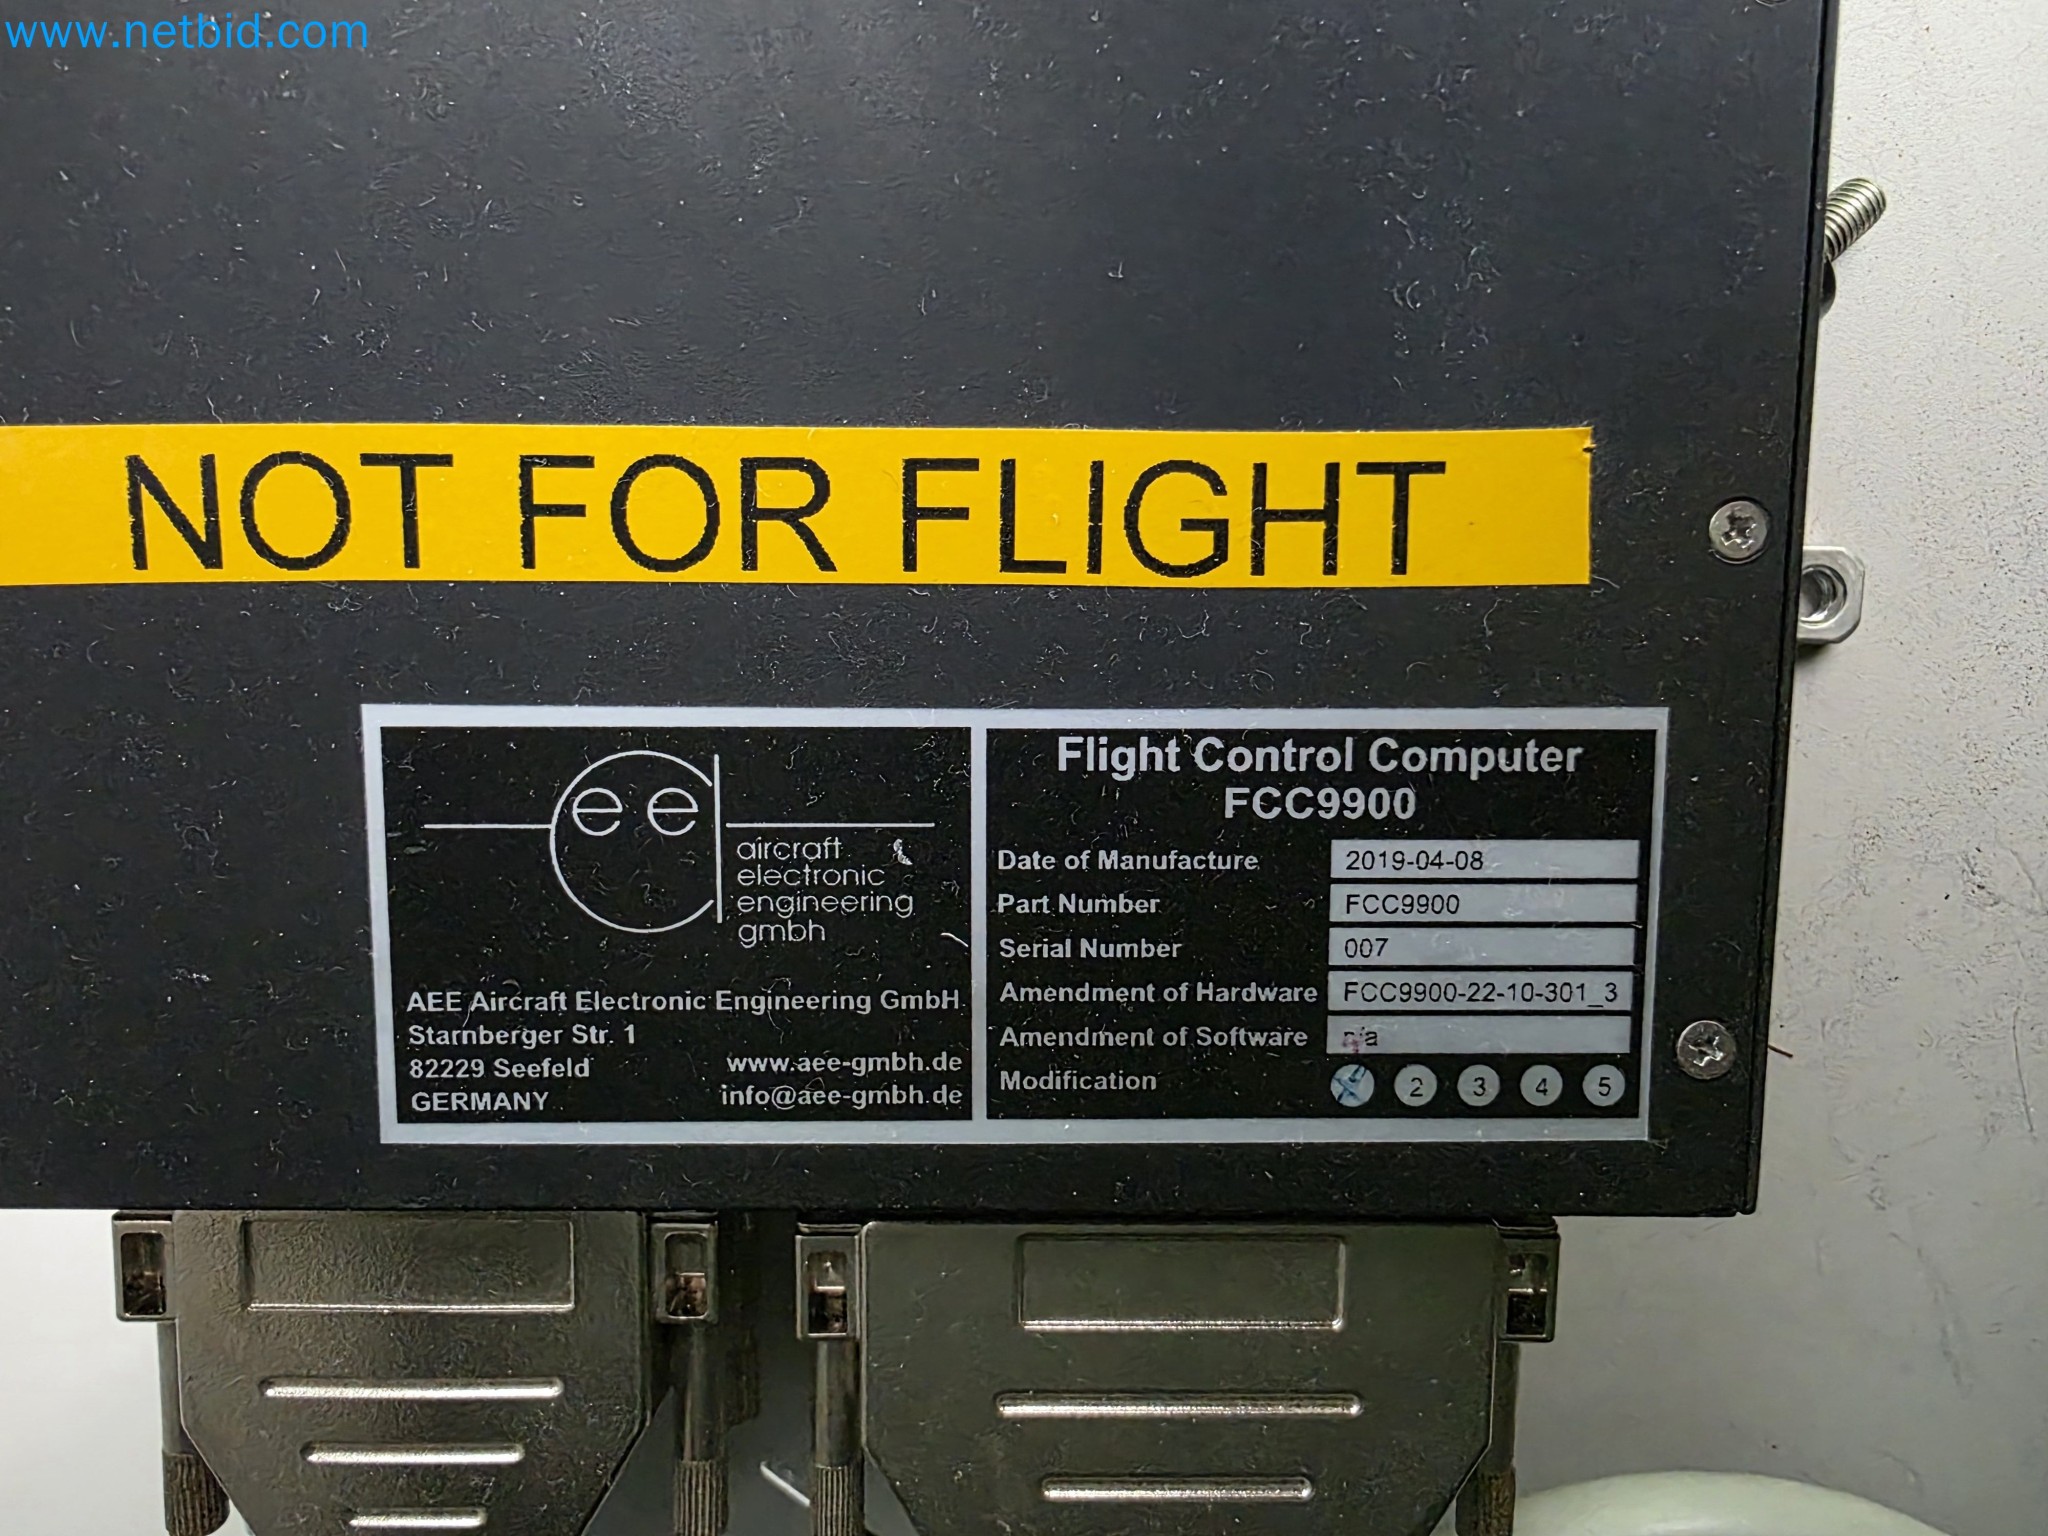 www.netbid.com
NOT FOR FLIGHT
aee
aircraft
electronic
engineering
gmbh
AEE Aircraft Electronic Engineering GmbH
Starnberger Str. 1
82229 Seefeld
www.aee-gmbh.de
GERMANY
info@aee-gmbh.de
Flight Control Computer
FCC9900
Date of Manufacture 2019-04-08
Part Number FCC9900
Serial Number 007
Amendment of Hardware FCC9900-22-10-301_3
Amendment of Software n/a
Modification 2 3 4 5